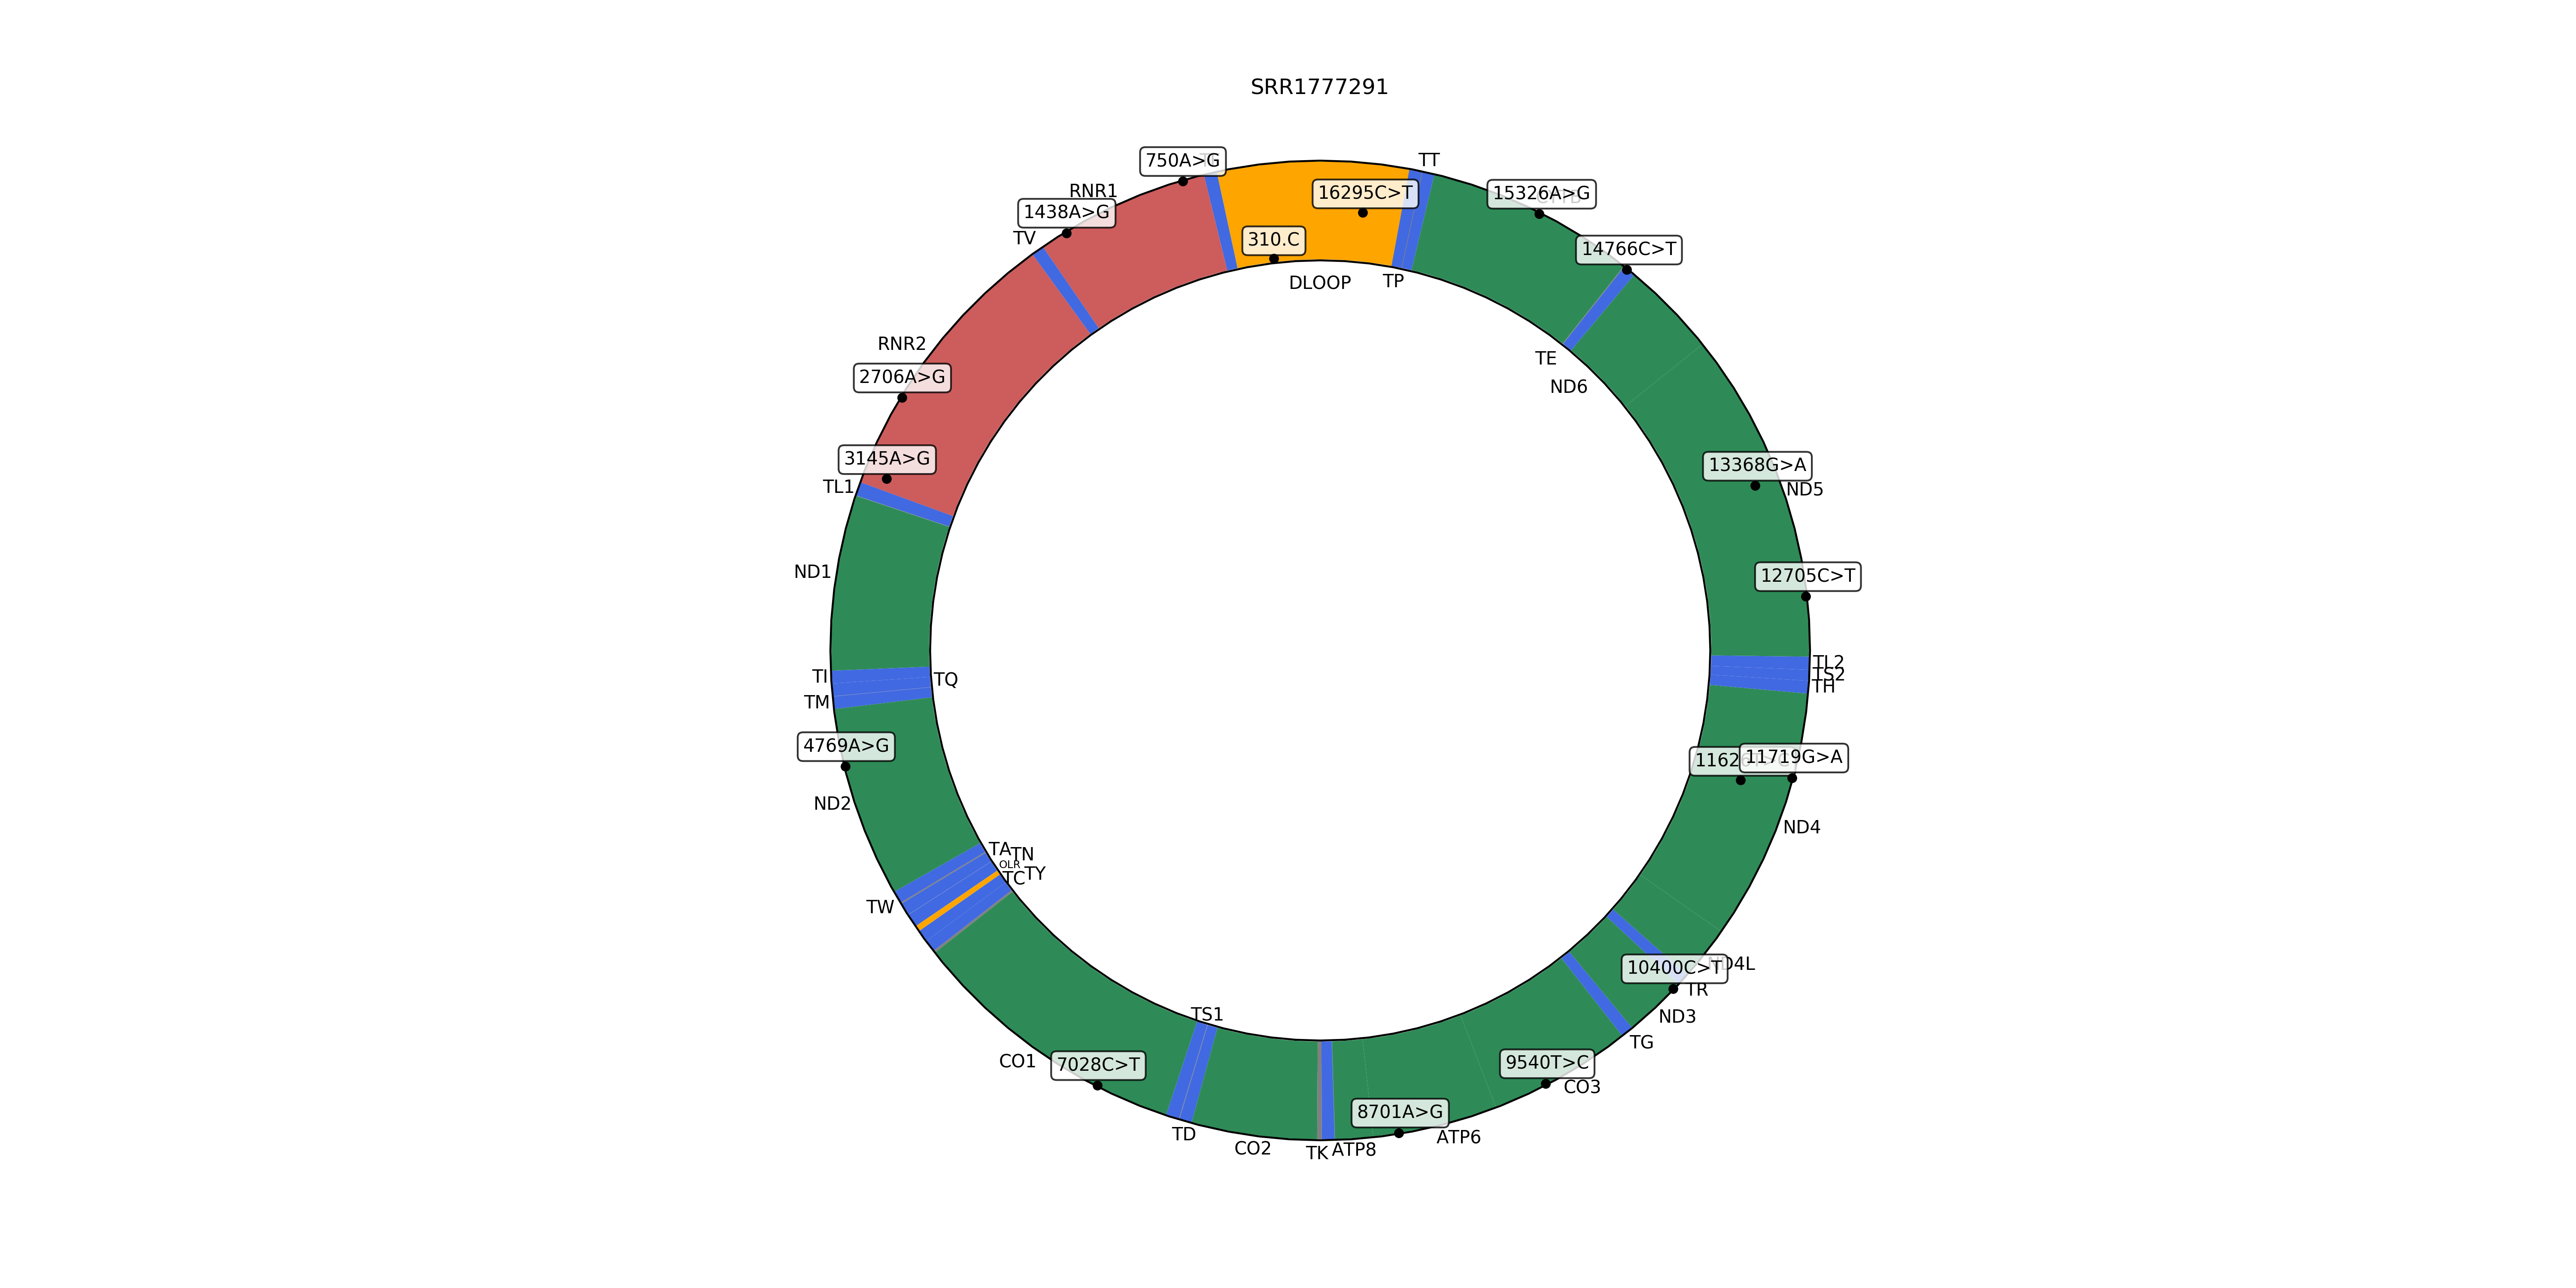 SRR1777291
750A>G
TT
RNR1
1438A>G
16295C>T
15326A>G
TV
310.C
14766C>T
DLOOP
TP
RNR2
TE
2706A>G
ND6
3145A>G
13368G>A
TL1
ND5
ND1
12705C>T
TI
TQ
TL2
TS2
TH
TM
4769A>G
11719G>A
ND2
ND4
TA
TN
OLR
TY
TC
TW
10400C>T
TR
TS1
ND3
TG
CO1
7028C>T
9540T>C
CO3
8701A>G
TD
CO2
TK
ATP8
ATP6